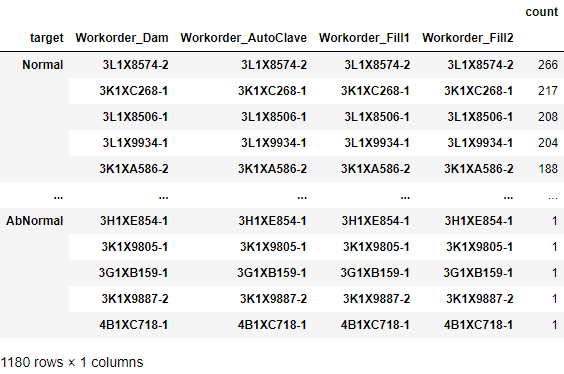 count
target Workorder_Dam Workorder_AutoClave Workorder_Fill1 Workorder_Fill2
Normal 3L1X8574-2 3L1X8574-2 3L1X8574-2 3L1X8574-2 266
3K1XC268-1 3K1XC268-1 3K1XC268-1 3K1XC268-1 217
3L1X8506-1 3L1X8506-1 3L1X8506-1 3L1X8506-1 208
3L1X9934-1 3L1X9934-1 3L1X9934-1 3L1X9934-1 204
3K1XA586-2 3K1XA586-2 3K1XA586-2 3K1XA586-2 188
... ... ... ... ... ...
AbNormal 3H1XE854-1 3H1XE854-1 3H1XE854-1 3H1XE854-1 1
3K1X9805-1 3K1X9805-1 3K1X9805-1 3K1X9805-1 1
3G1XB159-1 3G1XB159-1 3G1XB159-1 3G1XB159-1 1
3K1X9887-2 3K1X9887-2 3K1X9887-2 3K1X9887-2 1
4B1XC718-1 4B1XC718-1 4B1XC718-1 4B1XC718-1 1
1180 rows × 1 columns